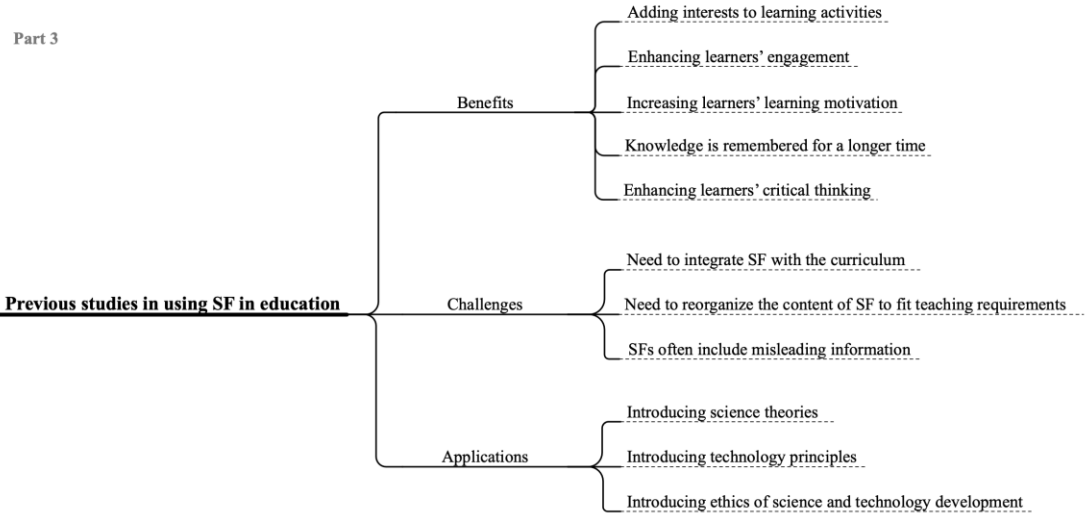 Part 3
Previous studies in using SF in education
Benefits
Adding interests to learning activities
Enhancing learners’ engagement
Increasing learners’ learning motivation
Knowledge is remembered for a longer time
Enhancing learners’ critical thinking
Challenges
Need to integrate SF with the curriculum
Need to reorganize the content of SF to fit teaching requirements
SFs often include misleading information
Applications
Introducing science theories
Introducing technology principles
Introducing ethics of science and technology development